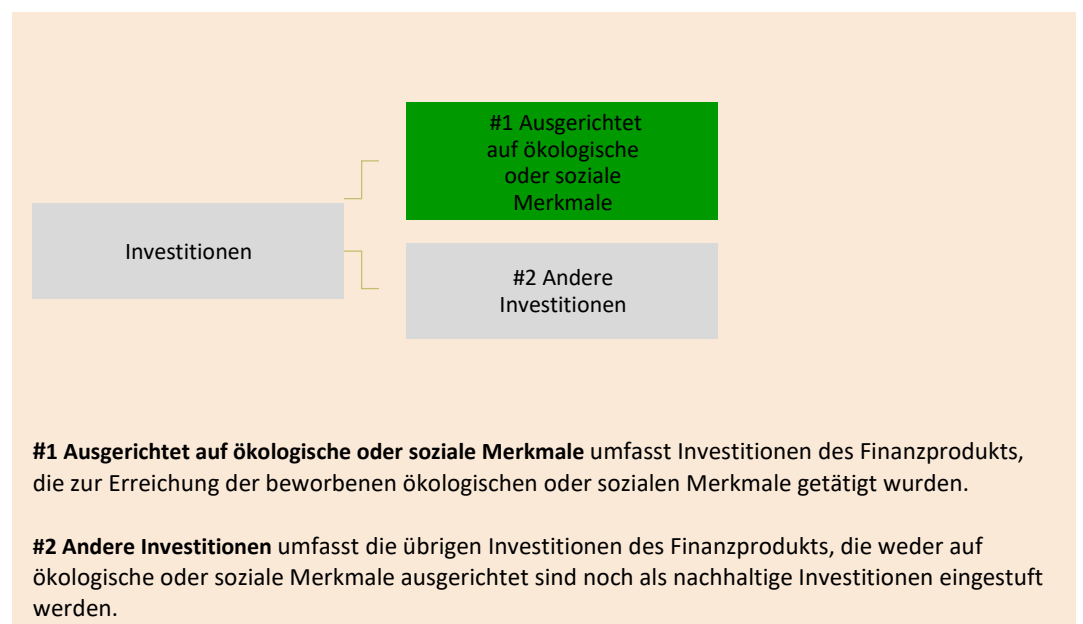 #1 Ausgerichtet
auf ökologische
oder soziale
Merkmale
Investitionen
#2 Andere
Investitionen
#1 Ausgerichtet auf ökologische oder soziale Merkmale umfasst Investitionen des Finanzprodukts,
die zur Erreichung der beworbenen ökologischen oder sozialen Merkmale getätigt wurden.
#2 Andere Investitionen umfasst die übrigen Investitionen des Finanzprodukts, die weder auf
ökologische oder soziale Merkmale ausgerichtet sind noch als nachhaltige Investitionen eingestuft
werden.